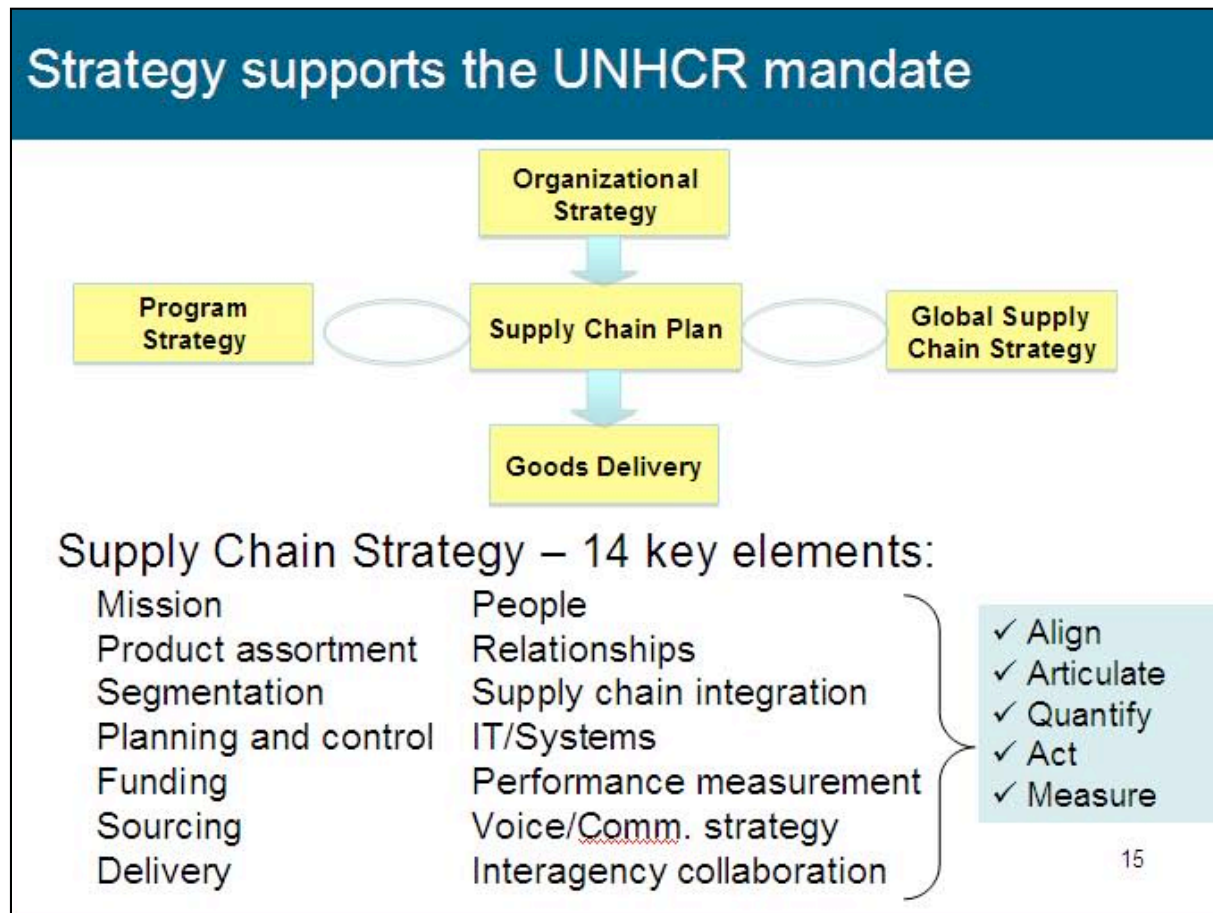 Strategy supports the UNHCR mandate
Organizational
Strategy
Program
Strategy
Supply Chain Plan
Global Supply
Chain Strategy
Goods Delivery
Supply Chain Strategy – 14 key elements:
Mission
Product assortment
Segmentation
Planning and control
Funding
Sourcing
Delivery
People
Relationships
Supply chain integration
IT/Systems
Performance measurement
Voice/Comm. strategy
Interagency collaboration
✓ Align
✓ Articulate
✓ Quantify
✓ Act
✓ Measure
15